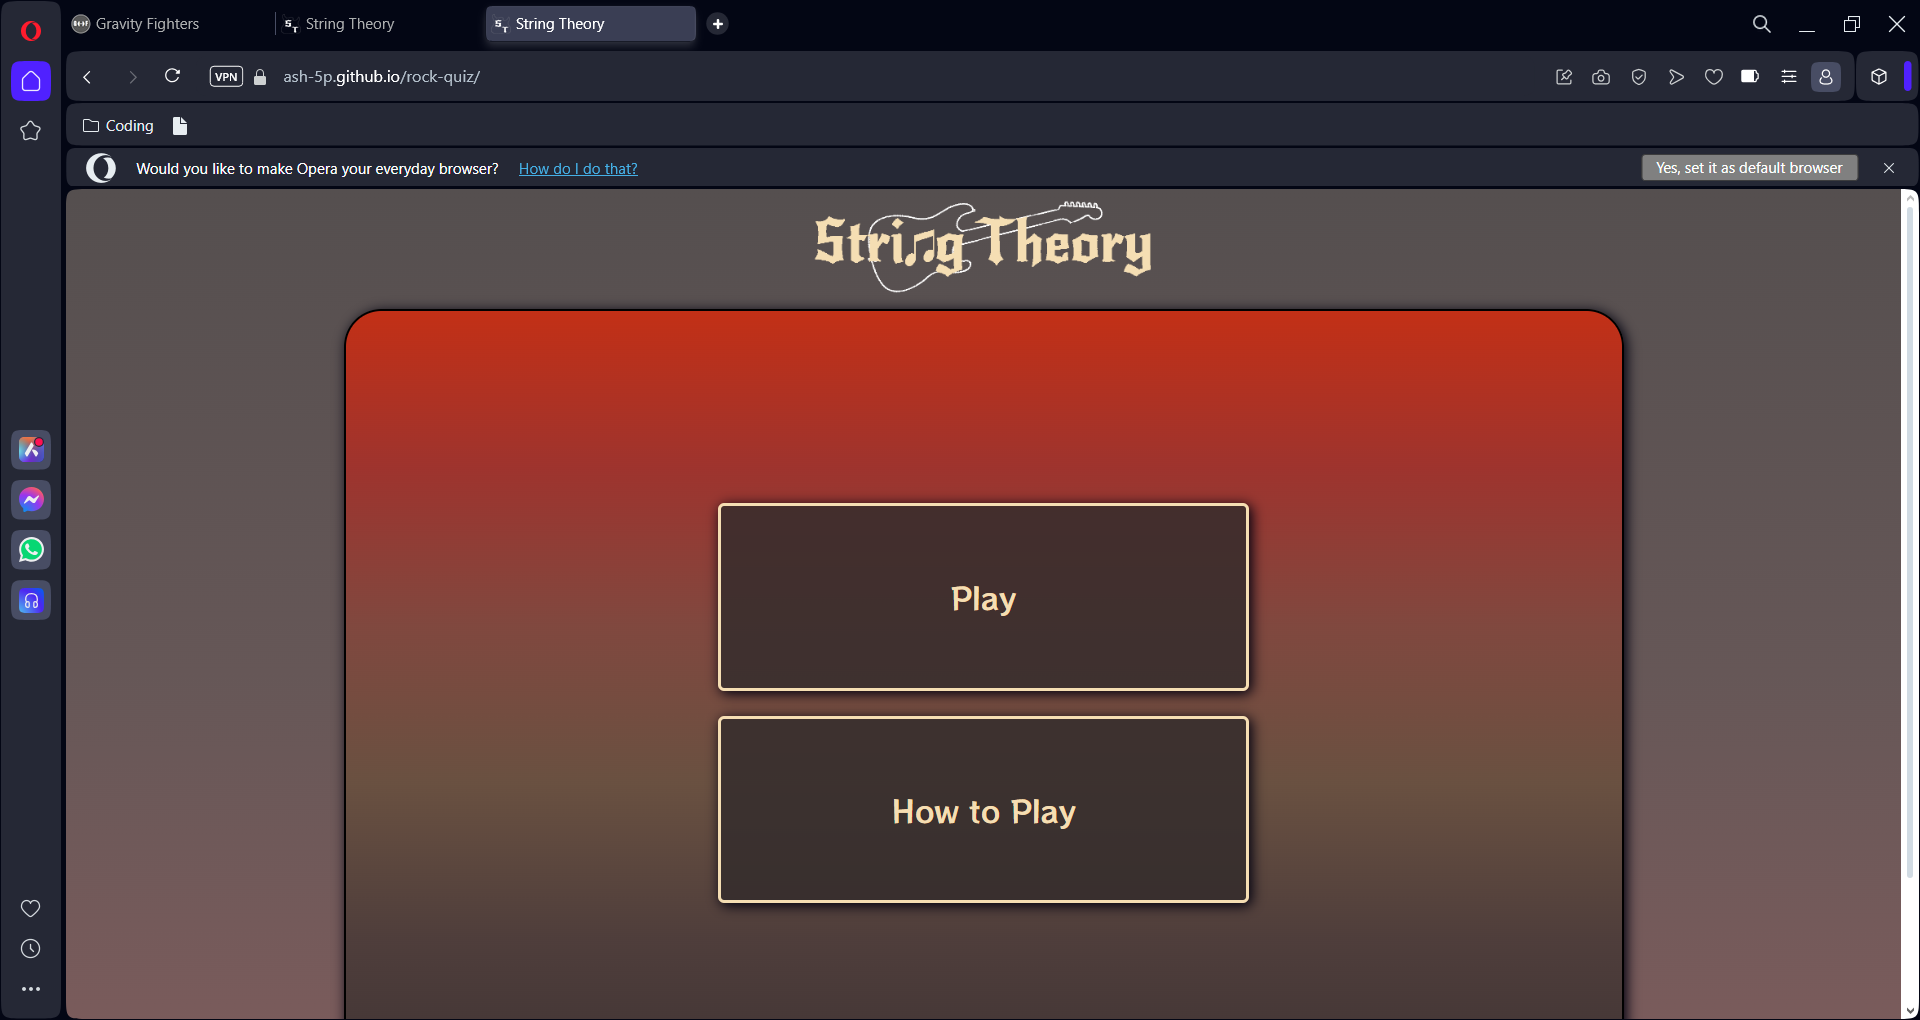 Gravity Fighters
String Theory
String Theory
VPN
ash-5p.github.io/rock-quiz/
Coding
Would you like to make Opera your everyday browser? How do I do that?
Yes, set it as default browser
String Theory
Play
How to Play